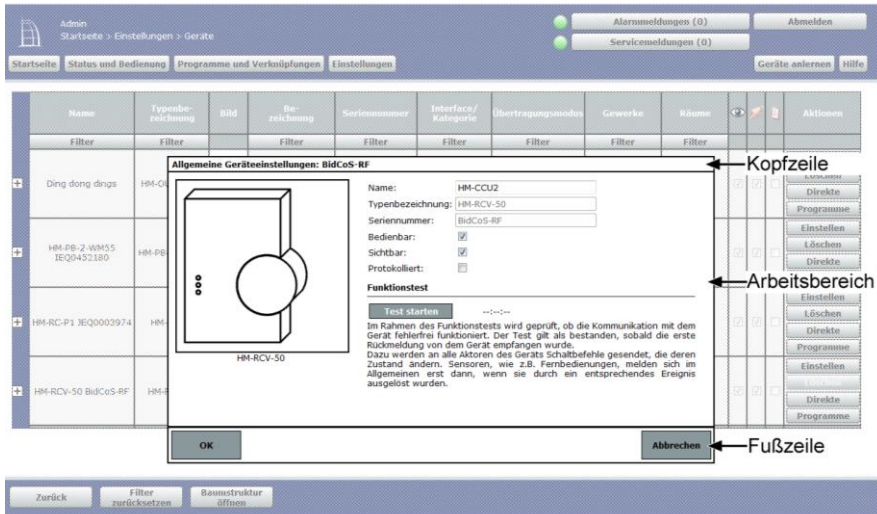 Admin
Startseite > Einstellungen > Geräte
Alarmmeldungen (0)
Abmelden
Servicemeldungen (0)
Startseite
Status und Bedienung
Programme und Verknüpfungen
Einstellungen
Geräte anlernen
Hilfe
Name
Typenbe-
zeichnung
Bild
Be-
zeichnung
Seriennummer
Interface/
Kategorie
Übertragungsmodus
Gewerke
Räume
Aktionen
Filter
Filter
Filter
Filter
Filter
Filter
Filter
Filter
Allgemeine Geräteeinstellungen: BidCoS-RF
Kopfzeile
Ding dong dings
Löschen
Direkte
Programme
Name:
HM-CCU2
Typenbezeichnung:
HM-RCV-50
Seriennummer:
BidCoS-RF
Bedienbar:
Sichtbar:
Protokolliert:
Funktionstest
Test starten
--:--:--
Im Rahmen des Funktionstests wird geprüft, ob die Kommunikation mit dem
Gerät fehlerfrei funktioniert. Der Test gilt als bestanden, sobald die erste
Rückmeldung von dem Gerät empfangen wurde.
Dazu werden an alle Aktoren des Geräts Schaltbefehle gesendet, die deren
Zustand ändern. Sensoren, wie z.B. Fernbedienungen, melden sich im
Allgemeinen erst dann, wenn sie durch ein entsprechendes Ereignis
ausgelöst wurden.
HM-RCV-50
HM-PB-2-WM55
IEQ0452180
HM-PB
Einstellen
Löschen
Direkte
Arbeitsbereich
HM-RC-P1 JEQ0003974
HM-
Einstellen
Löschen
Direkte
Programme
HM-RCV-50 BidCoS-RF
Einstellen
Löschen
Direkte
Programme
OK
Abbrechen
Fußzeile
Zurück
Filter
zurücksetzen
Baumstruktur
öffnen